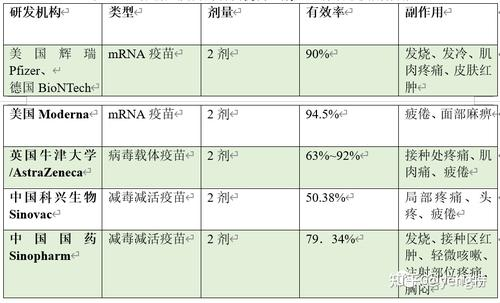 研发机构 类型 剂量 有效率 副作用
美国辉瑞 mRNA 疫苗 2 剂 90% 发烧、发冷、肌
Pfizer、 肉疼痛、皮肤红
德国 BioNTech 肿
美国 Moderna mRNA 疫苗 2 剂 94.5% 疲倦、面部麻痹
英国牛津大学 病毒载体疫苗 2 剂 63%~92% 接种处疼痛、肌
/AstraZeneca 肉痛、疲倦
中国科兴生物 减毒减活疫苗 2 剂 50.38% 局部疼痛、头
Sinovac 疼、疲倦
中国国药 减毒减活疫苗 2 剂 79.34% 发烧、接种区红
Sinopharm 肿、轻微咳嗽、
注射部位疼痛、
胸闷